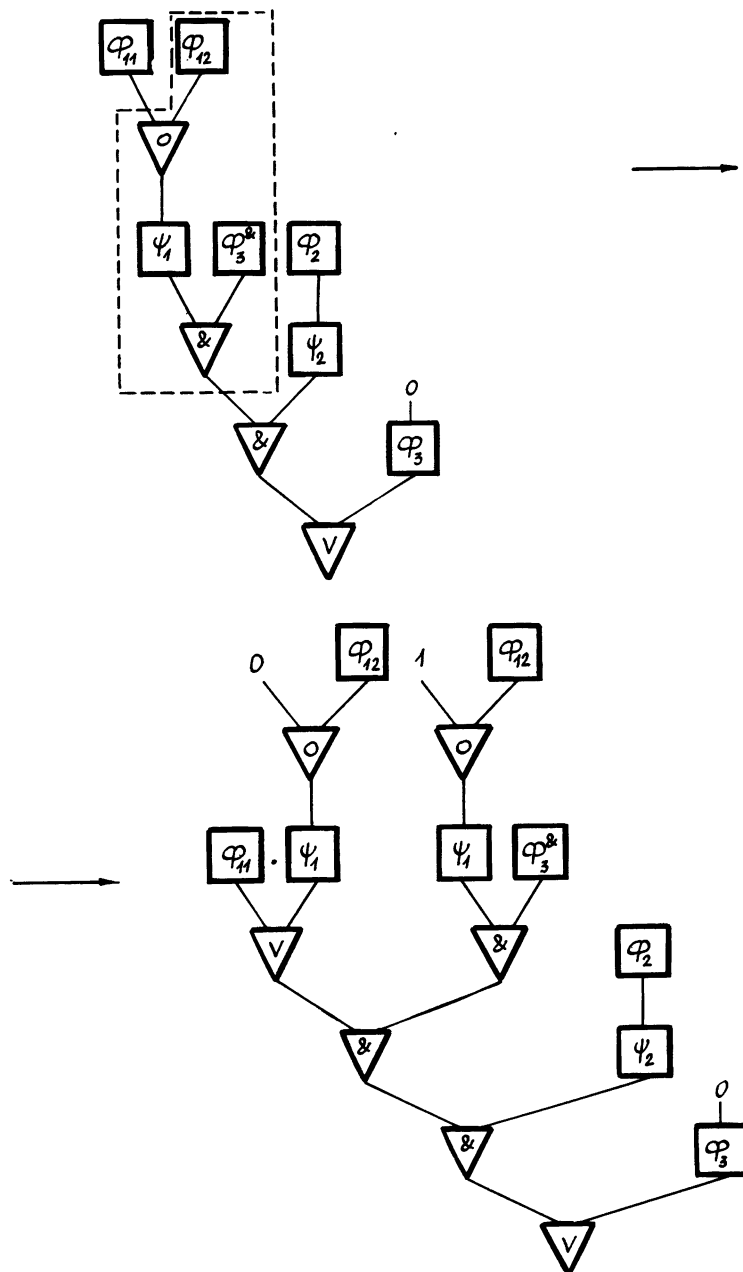 φ₁₁ φ₁₂
o
ψ₁ φ₃^& φ₂
& ψ₂
0
& φ₃
V
0 φ₁₂ 1 φ₁₂
o o
φ₁₁ · ψ₁ ψ₁ φ₃^&
V &
φ₂
& ψ₂
0
& φ₃
V